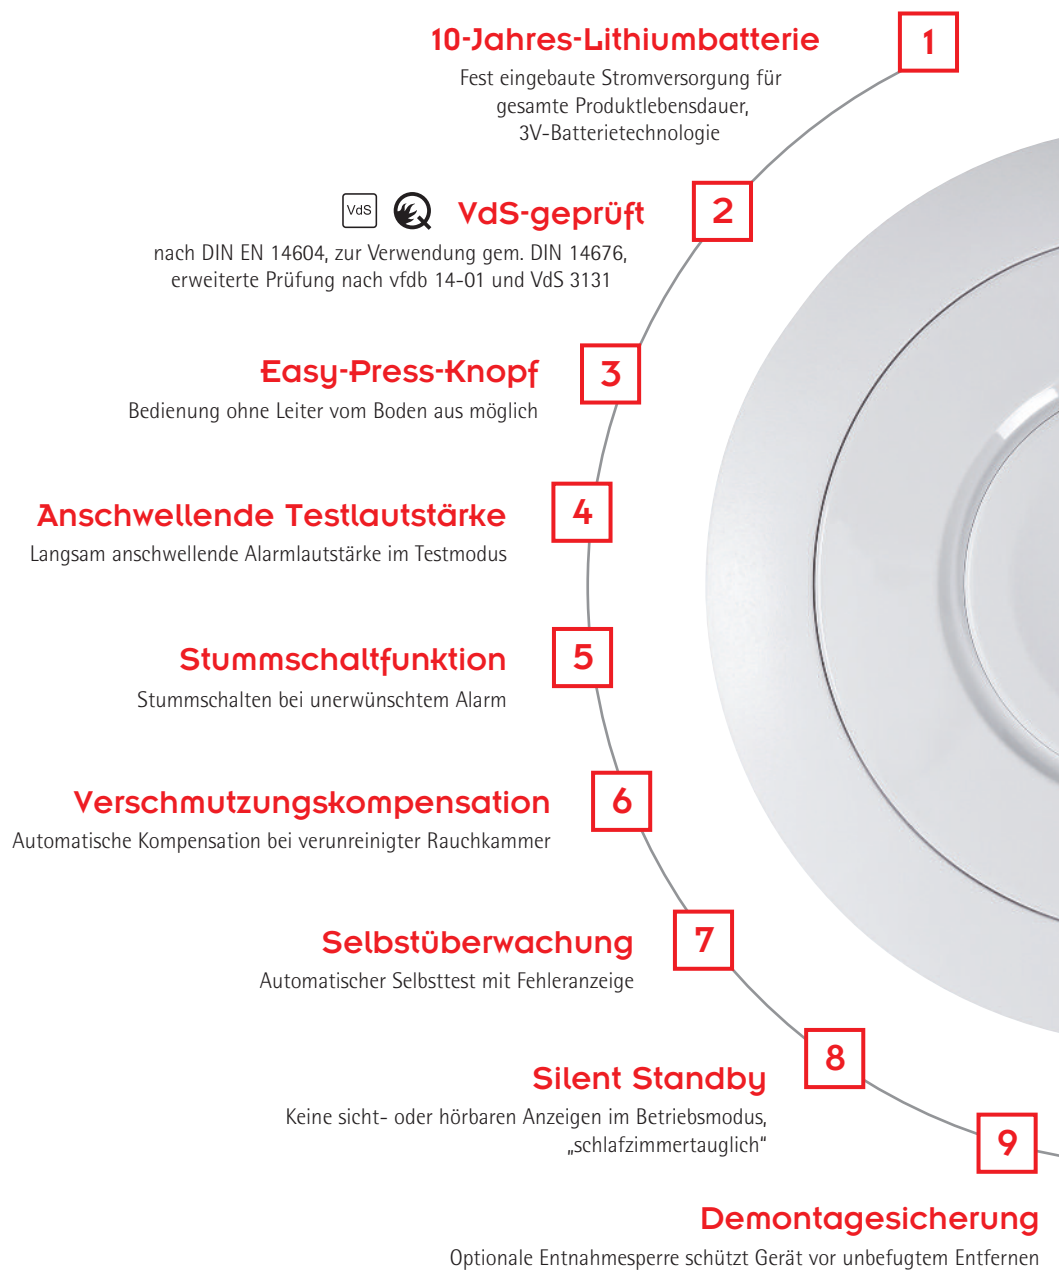 10-Jahres-Lithiumbatterie
1
Fest eingebaute Stromversorgung für
gesamte Produktlebensdauer,
3V-Batterietechnologie
VdS
VdS-geprüft
2
nach DIN EN 14604, zur Verwendung gem. DIN 14676,
erweiterte Prüfung nach vfdb 14-01 und VdS 3131
Easy-Press-Knopf
3
Bedienung ohne Leiter vom Boden aus möglich
Anschwellende Testlautstärke
4
Langsam anschwellende Alarmlautstärke im Testmodus
Stummschaltfunktion
5
Stummschalten bei unerwünschtem Alarm
Verschmutzungskompensation
6
Automatische Kompensation bei verunreinigter Rauchkammer
Selbstüberwachung
7
Automatischer Selbsttest mit Fehleranzeige
Silent Standby
8
Keine sicht- oder hörbaren Anzeigen im Betriebsmodus,
„schlafzimmertauglich“
9
Demontagesicherung
Optionale Entnahmesperre schützt Gerät vor unbefugtem Entfernen